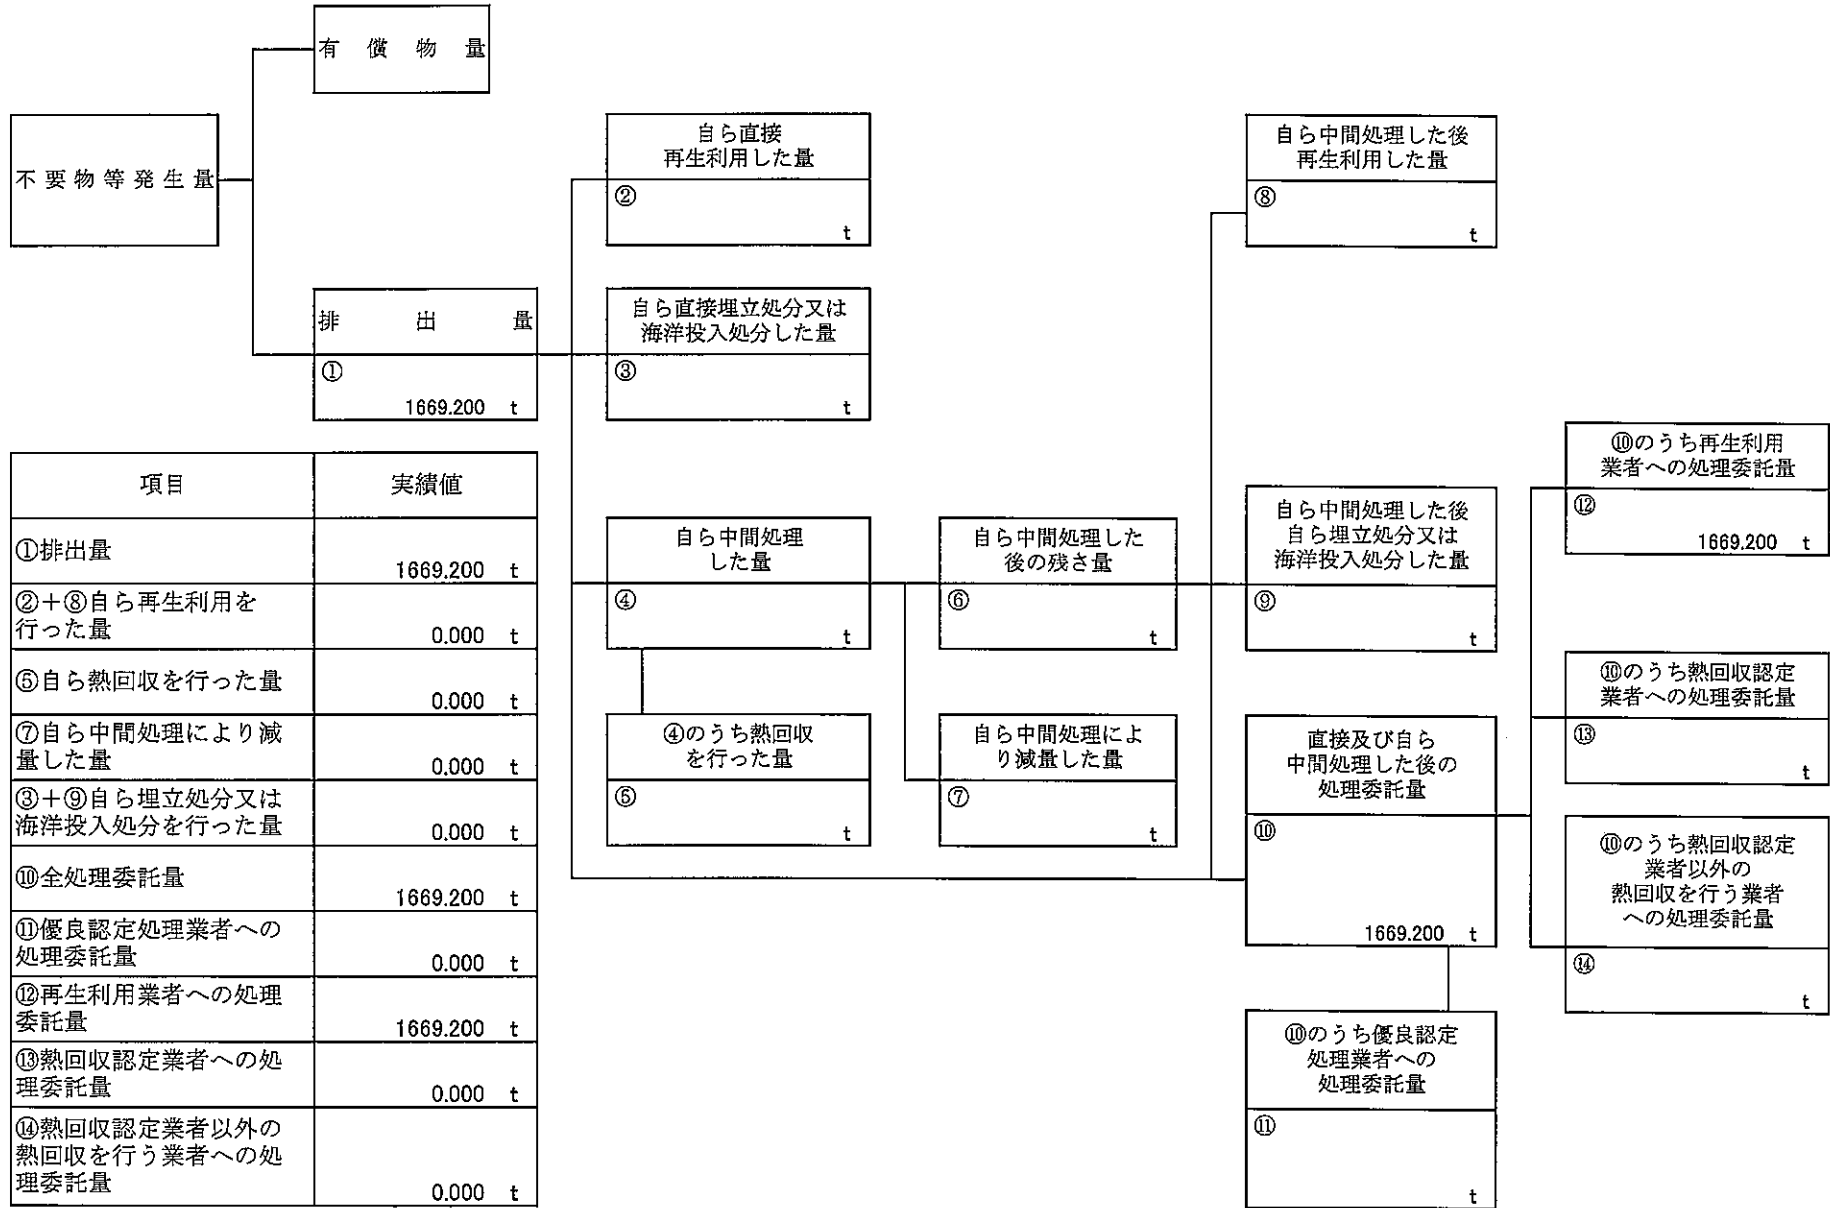 有償物量
不要物等発生量
自ら直接
再生利用した量
②
t
自ら中間処理した後
再生利用した量
⑧
t
排出量
①
1669.200 t
自ら直接埋立処分又は
海洋投入処分した量
③
t
項目 実績値
①排出量
1669.200 t
②+⑧自ら再生利用を
行った量
0.000 t
⑤自ら熱回収を行った量
0.000 t
⑦自ら中間処理により減
量した量
0.000 t
③+⑨自ら埋立処分又は
海洋投入処分を行った量
0.000 t
⑩全処理委託量
1669.200 t
⑪優良認定処理業者への
処理委託量
0.000 t
⑫再生利用業者への処理
委託量
1669.200 t
⑬熱回収認定業者への処
理委託量
0.000 t
⑭熱回収認定業者以外の
熱回収を行う業者への処
理委託量
0.000 t
自ら中間処理
した量
④
t
自ら中間処理した
後の残さ量
⑥
t
自ら中間処理した後
自ら埋立処分又は
海洋投入処分した量
⑨
t
④のうち熱回収
を行った量
⑤
t
自ら中間処理によ
り減量した量
⑦
t
直接及び自ら
中間処理した後の
処理委託量
⑩
1669.200 t
⑩のうち優良認定
処理業者への
処理委託量
⑪
t
⑩のうち再生利用
業者への処理委託量
⑫
1669.200 t
⑩のうち熱回収認定
業者への処理委託量
⑬
t
⑩のうち熱回収認定
業者以外の
熱回収を行う業者
への処理委託量
⑭
t